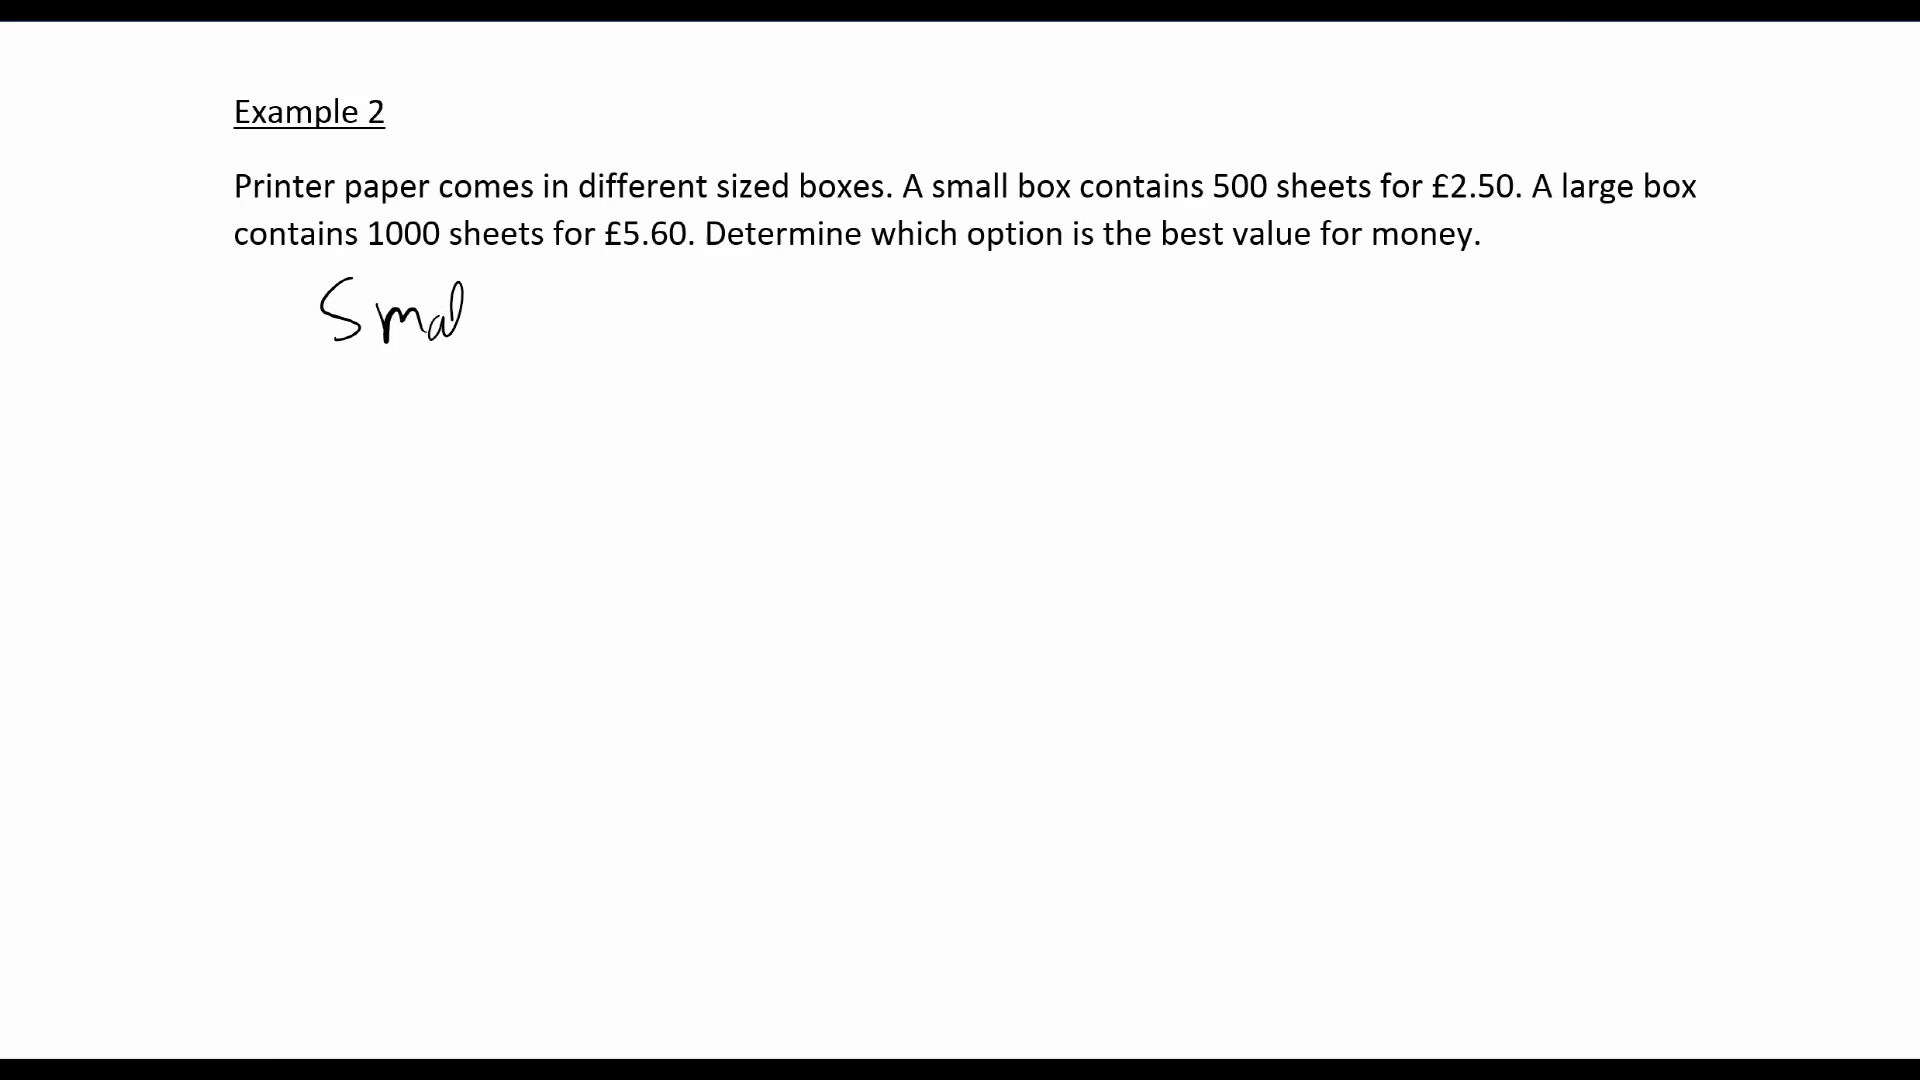 Example 2
Printer paper comes in different sized boxes. A small box contains 500 sheets for £2.50. A large box
contains 1000 sheets for £5.60. Determine which option is the best value for money.
Smal